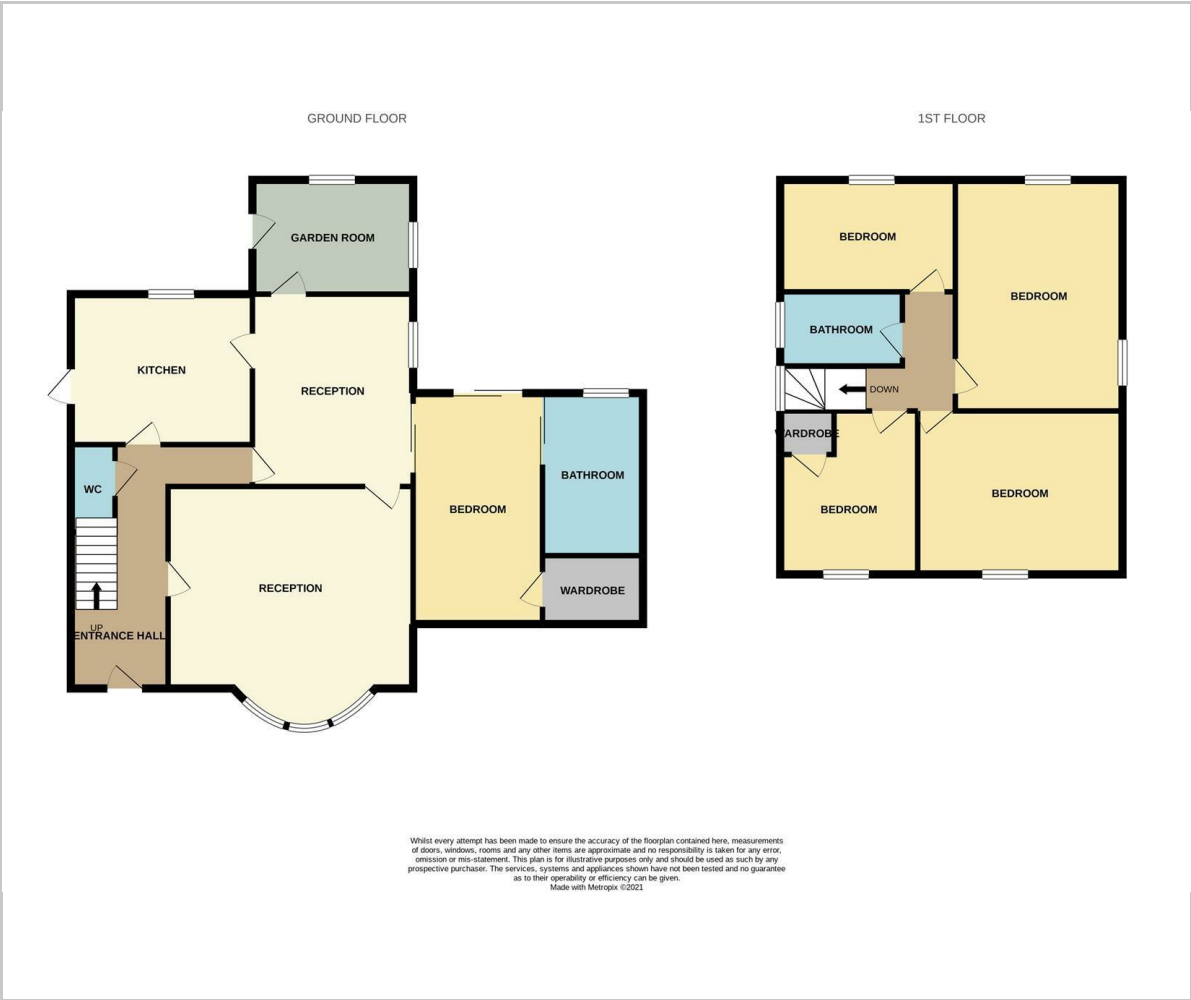 GROUND FLOOR
1ST FLOOR
GARDEN ROOM
KITCHEN
RECEPTION
WC
BEDROOM
BATHROOM
RECEPTION
WARDROBE
UP
ENTRANCE HALL
BEDROOM
BEDROOM
BATHROOM
DOWN
WARDROBE
BEDROOM
BEDROOM
Whilst every attempt has been made to ensure the accuracy of the floorplan contained here, measurements
of doors, windows, rooms and any other items are approximate and no responsibility is taken for any error,
omission or mis-statement. This plan is for illustrative purposes only and should be used as such by any
prospective purchaser. The services, systems and appliances shown have not been tested and no guarantee
as to their operability or efficiency can be given.
Made with Metropix ©2021